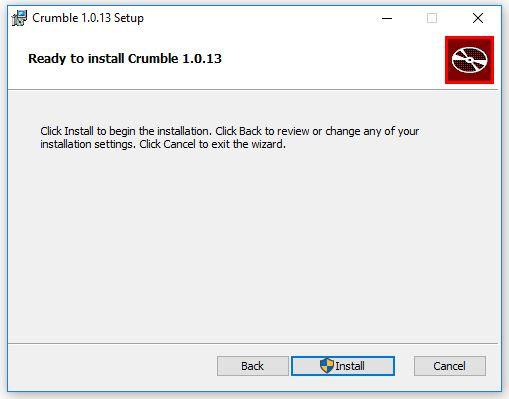 Crumble 1.0.13 Setup
Ready to install Crumble 1.0.13
Click Install to begin the installation. Click Back to review or change any of your
installation settings. Click Cancel to exit the wizard.
Back
Install
Cancel